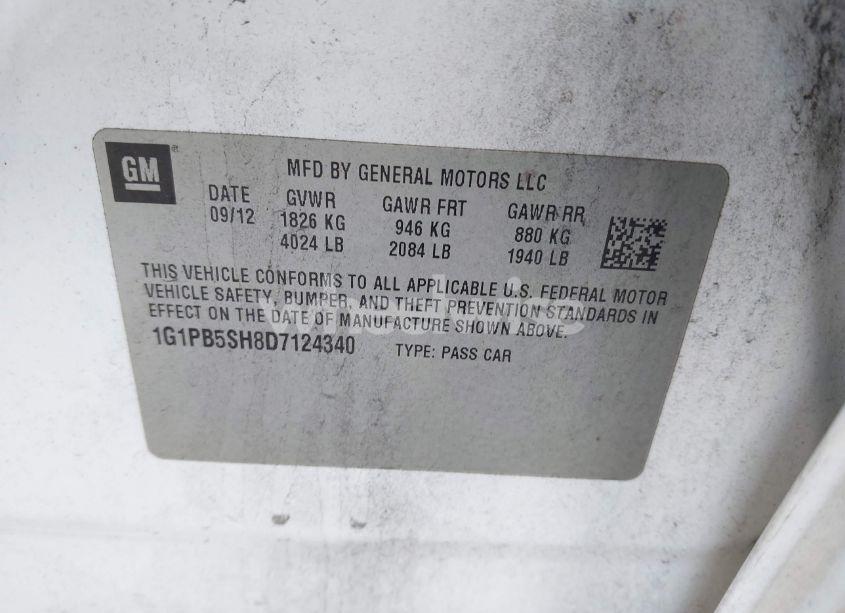 GM
MFD BY GENERAL MOTORS LLC
DATE GVWR GAWR FRT GAWR RR
09/12 1826 KG 946 KG 880 KG
4024 LB 2084 LB 1940 LB
THIS VEHICLE CONFORMS TO ALL APPLICABLE U.S. FEDERAL MOTOR
VEHICLE SAFETY, BUMPER, AND THEFT PREVENTION STANDARDS IN
EFFECT ON THE DATE OF MANUFACTURE SHOWN ABOVE.
1G1PB5SH8D7124340 TYPE: PASS CAR